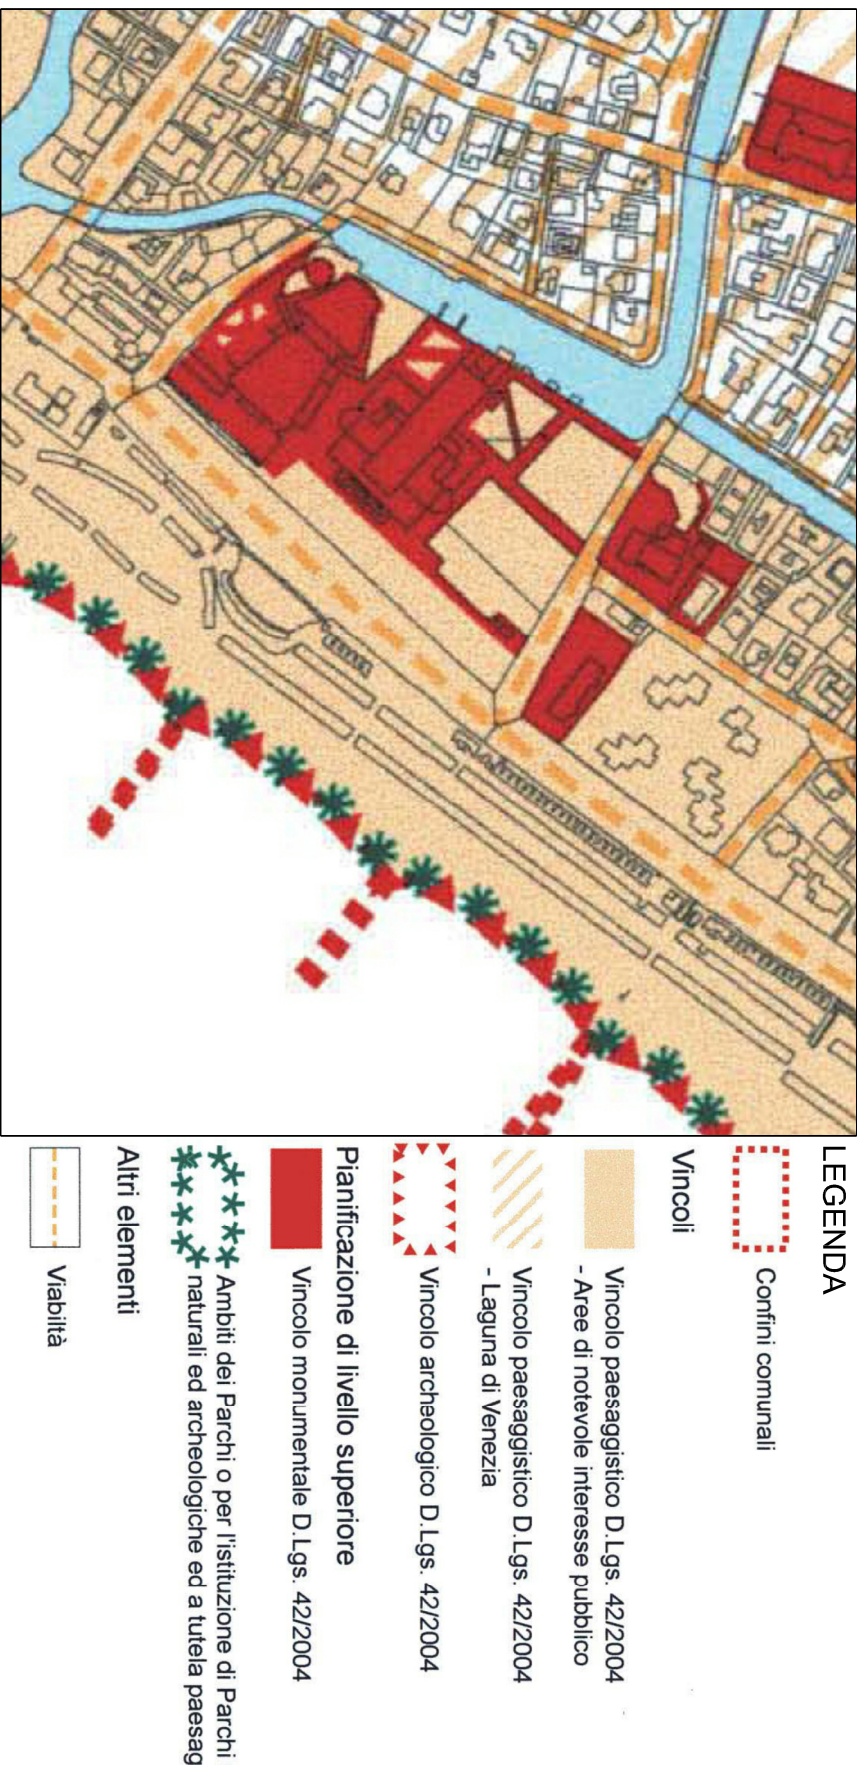 LEGENDA
Confini comunali
Vincoli
Vincolo paesaggistico D.Lgs. 42/2004
- Aree di notevole interesse pubblico
Vincolo paesaggistico D.Lgs. 42/2004
- Laguna di Venezia
Vincolo archeologico D.Lgs. 42/2004
Pianificazione di livello superiore
Vincolo monumentale D.Lgs. 42/2004
Ambiti dei Parchi o per l'istituzione di Parchi
naturali ed archeologiche ed a tutela paesag
Altri elementi
Viabiltà